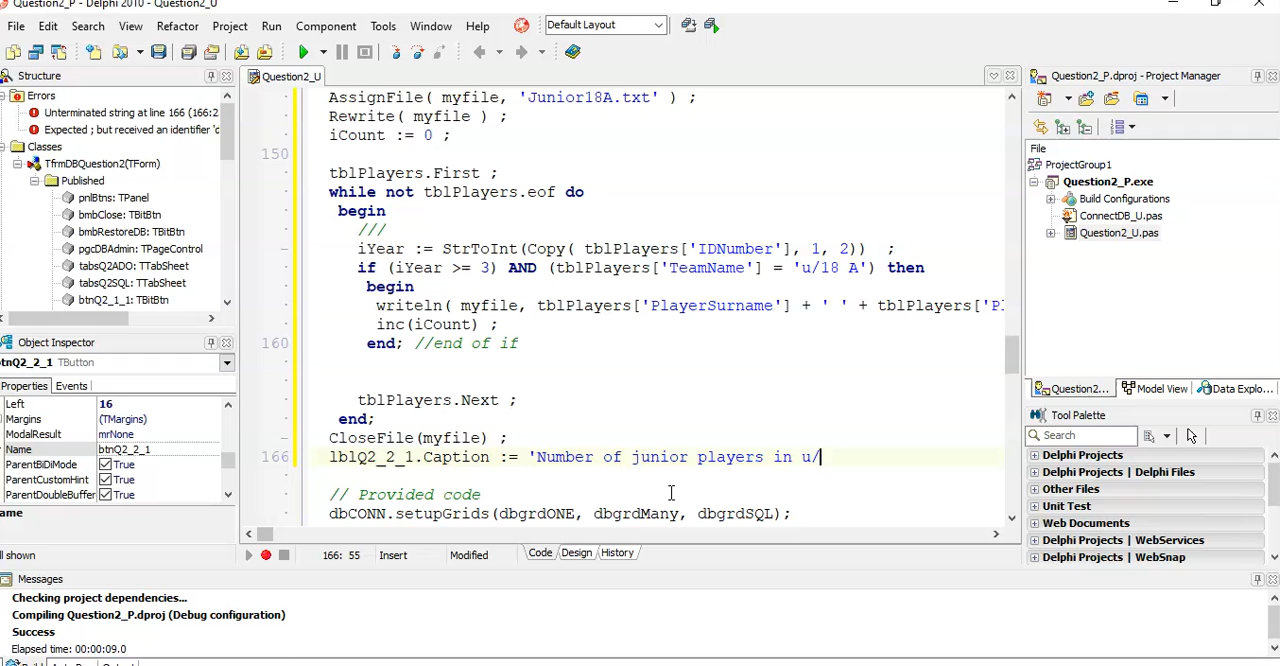 Question2_P - Delphi 2010 - Question2_U
File Edit Search View Refactor Project Run Component Tools Window Help
Default Layout
Structure
Errors
Unterminated string at line 166 (166:2
Expected ; but received an identifier 'c
Classes
TfrmDBQuestion2(TForm)
Published
pnlBtns: TPanel
bmbClose: TBitBtn
bmbRestoreDB: TBitBtn
pgcDBAdmin: TPageControl
tabsQ2ADO: TTabSheet
tabsQ2SQL: TTabSheet
btnQ2_1_1: TBitBtn
Object Inspector
btnQ2_2_1 TButton
Properties Events
Left 16
Margins (TMargins)
ModalResult mrNone
Name btnQ2_2_1
ParentBiDiMode True
ParentCustomHint True
ParentDoubleBuffer True
ame
ll shown
Question2_U
AssignFile( myfile, 'Junior18A.txt' ) ;
Rewrite( myfile ) ;
iCount := 0 ;
150
tblPlayers.First ;
while not tblPlayers.eof do
begin
///
iYear := StrToInt(Copy( tblPlayers['IDNumber'], 1, 2)) ;
if (iYear >= 3) AND (tblPlayers['TeamName'] = 'u/18 A') then
begin
writeln( myfile, tblPlayers['PlayerSurname'] + ' ' + tblPlayers['Pl
inc(iCount) ;
160 end; //end of if
tblPlayers.Next ;
end;
CloseFile(myfile) ;
166 lblQ2_2_1.Caption := 'Number of junior players in u/
// Provided code
dbCONN.setupGrids(dbgrdONE, dbgrdMany, dbgrdSQL);
166: 55 Insert Modified Code Design History
Question2_P.dproj - Project Manager
File
ProjectGroup1
Question2_P.exe
Build Configurations
ConnectDB_U.pas
Question2_U.pas
Question2... Model View Data Explo...
Tool Palette
Search
Delphi Projects
Delphi Projects | Delphi Files
Other Files
Unit Test
Web Documents
Delphi Projects | WebServices
Delphi Projects | WebSnap
Messages
Checking project dependencies...
Compiling Question2_P.dproj (Debug configuration)
Success
Elapsed time: 00:00:09.0